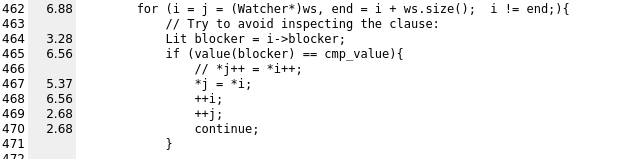 462 6.88 for (i = j = (Watcher*)ws, end = i + ws.size();  i != end;){
463 // Try to avoid inspecting the clause:
464 3.28 Lit blocker = i->blocker;
465 6.56 if (value(blocker) == cmp_value){
466 // *j++ = *i++;
467 5.37 *j = *i;
468 6.56 ++i;
469 2.68 ++j;
470 2.68 continue;
471 }